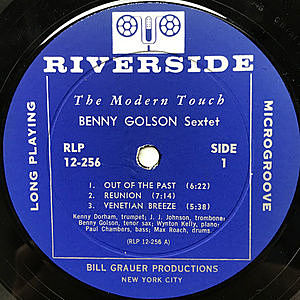 RIVERSIDE
The Modern Touch
BENNY GOLSON Sextet
RLP
12-256
SIDE
1
LONG PLAYING
MICROGROOVE
1. OUT OF THE PAST (6:22)
2. REUNION (7:14)
3. VENETIAN BREEZE (5:38)
Kenny Dorham, trumpet; J. J. Johnson, trombone;
Benny Golson, tenor sax; Wynton Kelly, piano;
Paul Chambers, bass; Max Roach, drums
(RLP 12-256 A)
BILL GRAUER PRODUCTIONS
NEW YORK CITY